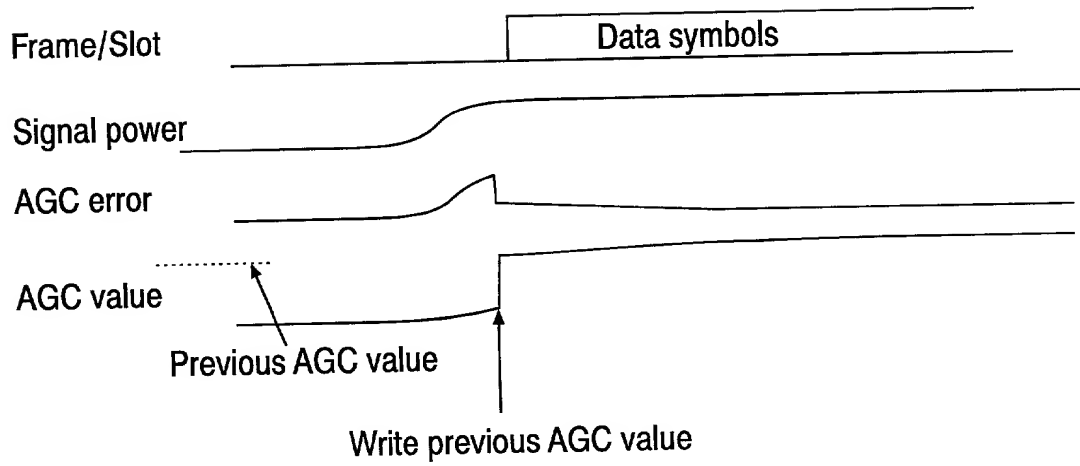 Frame/Slot
Data symbols
Signal power
AGC error
AGC value
Previous AGC value
Write previous AGC value